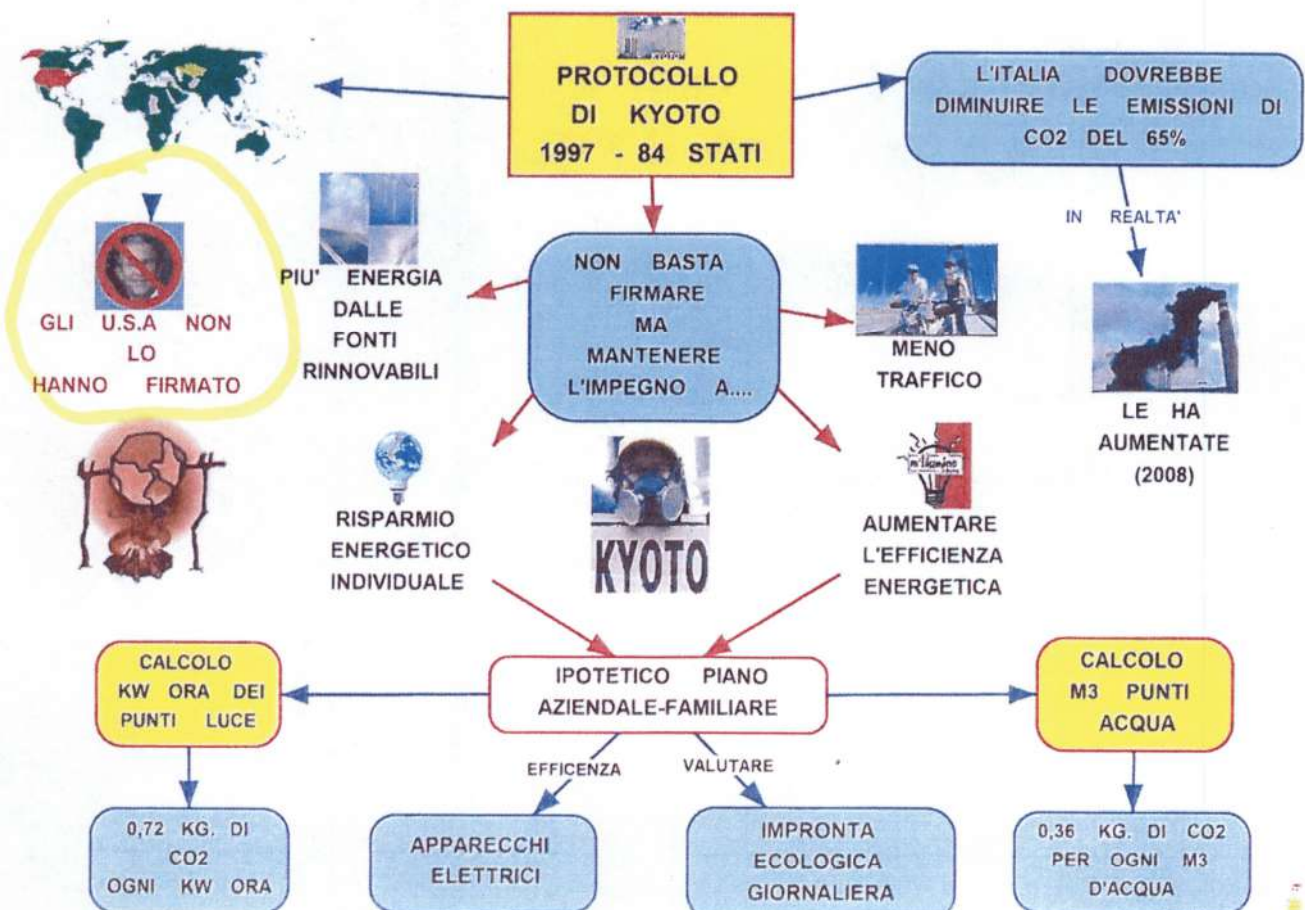 PROTOCOLLO
DI KYOTO
1997 - 84 STATI
L'ITALIA DOVREBBE
DIMINUIRE LE EMISSIONI DI
CO2 DEL 65%
IN REALTA'
LE HA
AUMENTATE
(2008)
GLI U.S.A NON
LO
HANNO FIRMATO
PIU' ENERGIA
DALLE
FONTI
RINNOVABILI
NON BASTA
FIRMARE
MA
MANTENERE
L'IMPEGNO A....
MENO
TRAFFICO
RISPARMIO
ENERGETICO
INDIVIDUALE
KYOTO
m'illumino
AUMENTARE
L'EFFICIENZA
ENERGETICA
CALCOLO
KW ORA DEI
PUNTI LUCE
IPOTETICO PIANO
AZIENDALE-FAMILIARE
CALCOLO
M3 PUNTI
ACQUA
EFFICENZA
VALUTARE
0,72 KG. DI
CO2
OGNI KW ORA
APPARECCHI
ELETTRICI
IMPRONTA
ECOLOGICA
GIORNALIERA
0,36 KG. DI CO2
PER OGNI M3
D'ACQUA